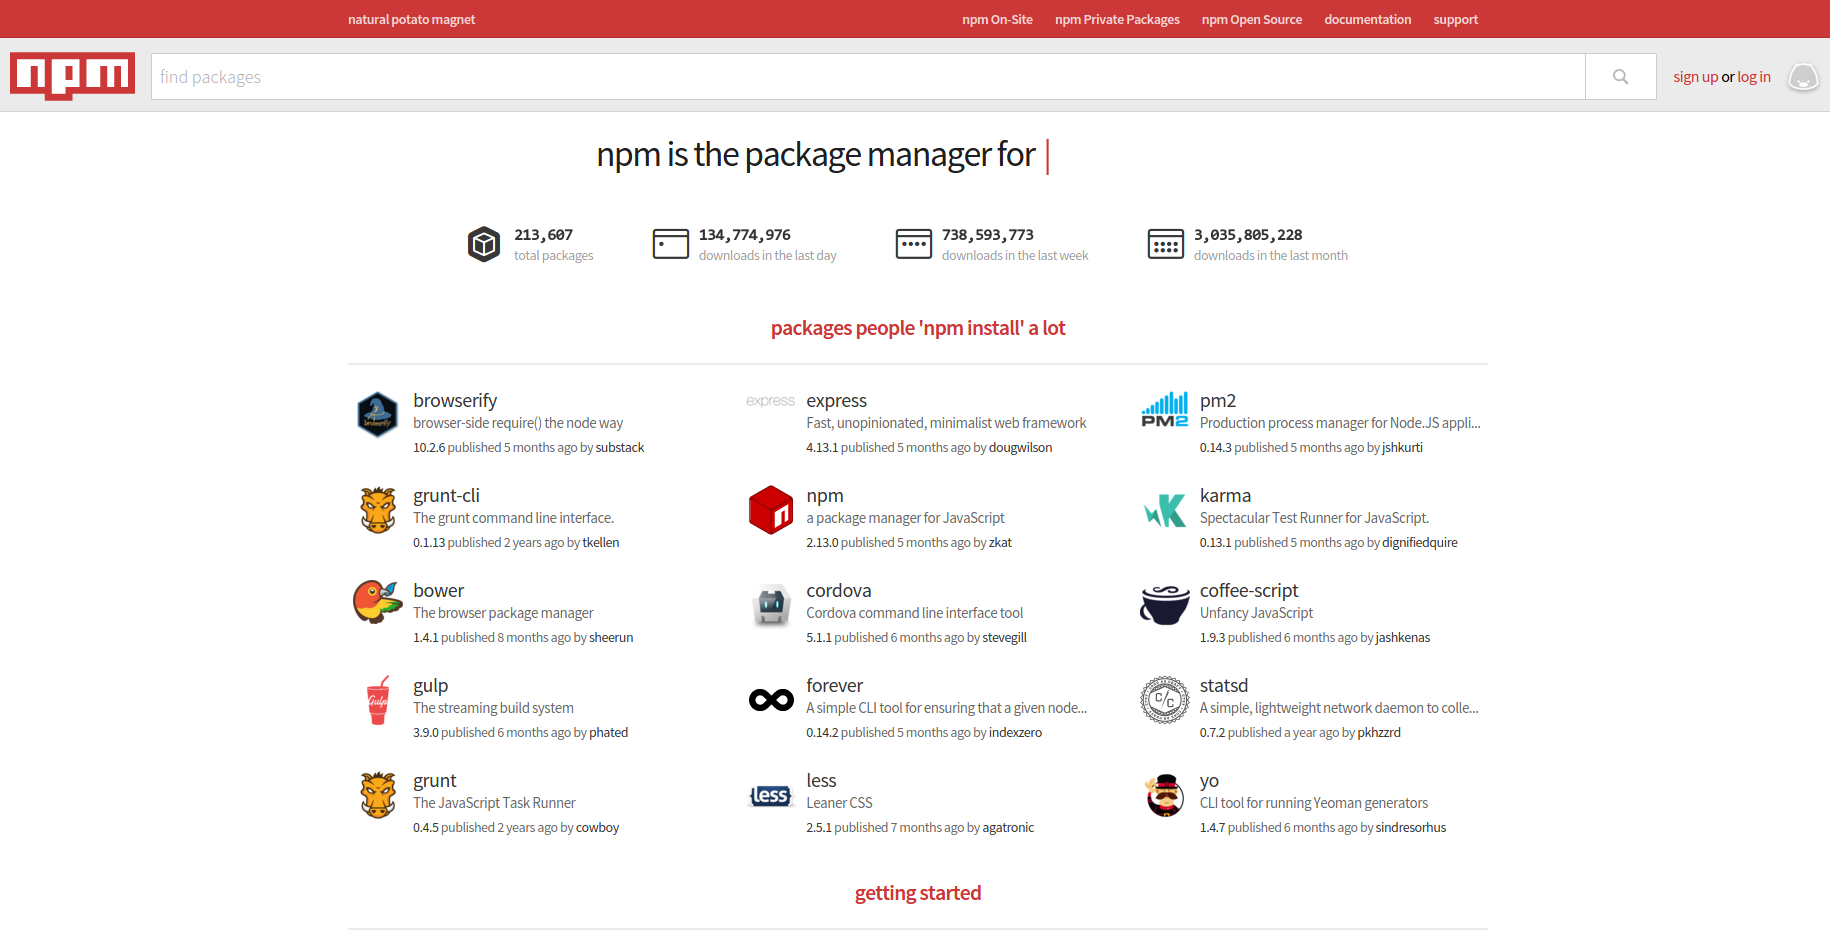 natural potato magnet
npm On-Site npm Private Packages npm Open Source documentation support
npm find packages sign up or log in
npm is the package manager for
213,607 134,774,976 738,593,773 3,035,805,228
total packages downloads in the last day downloads in the last week downloads in the last month
packages people 'npm install' a lot
browserify express express pm2
browser-side require() the node way Fast, unopinionated, minimalist web framework PM2 Production process manager for Node.JS appli...
10.2.6 published 5 months ago by substack 4.13.1 published 5 months ago by dougwilson 0.14.3 published 5 months ago by jshkurti
grunt-cli npm karma
The grunt command line interface. a package manager for JavaScript Spectacular Test Runner for JavaScript.
0.1.13 published 2 years ago by tkellen 2.13.0 published 5 months ago by zkat 0.13.1 published 5 months ago by dignifiedquire
bower cordova coffee-script
The browser package manager Cordova command line interface tool Unfancy JavaScript
1.4.1 published 8 months ago by sheerun 5.1.1 published 6 months ago by stevegill 1.9.3 published 6 months ago by jashkenas
gulp forever statsd
Gulp The streaming build system A simple CLI tool for ensuring that a given node... C/C A simple, lightweight network daemon to colle...
3.9.0 published 6 months ago by phated 0.14.2 published 5 months ago by indexzero 0.7.2 published a year ago by pkhzzrd
grunt less yo
The JavaScript Task Runner less Leaner CSS CLI tool for running Yeoman generators
0.4.5 published 2 years ago by cowboy 2.5.1 published 7 months ago by agatronic 1.4.7 published 6 months ago by sindresorhus
getting started